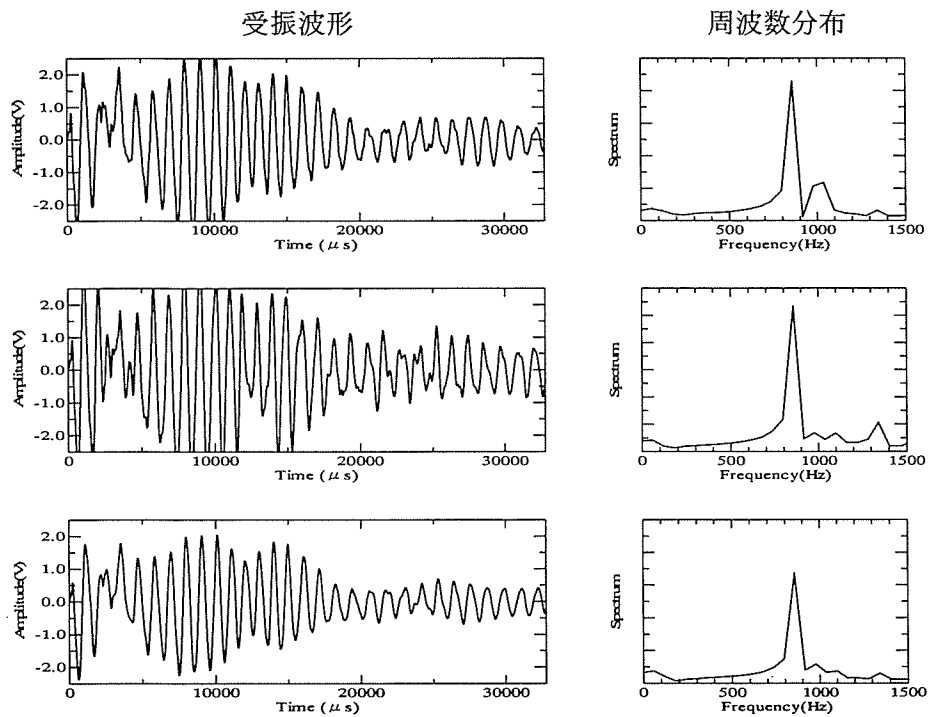 受振波形
周波数分布
2.0
1.0
0.0
-1.0
-2.0
Amplitude(V)
0 10000 20000 30000
Time (μs)
Spectrum
0 500 1000 1500
Frequency(Hz)
2.0
1.0
0.0
-1.0
-2.0
Amplitude(V)
0 10000 20000 30000
Time (μs)
Spectrum
0 500 1000 1500
Frequency(Hz)
2.0
1.0
0.0
-1.0
-2.0
Amplitude(V)
0 10000 20000 30000
Time (μs)
Spectrum
0 500 1000 1500
Frequency(Hz)